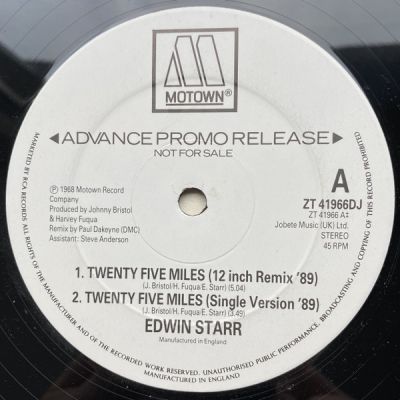 M
MOTOWN®
ADVANCE PROMO RELEASE
NOT FOR SALE
℗ 1968 Motown Record
Company
Produced by Johnny Bristol
& Harvey Fuqua
Remix by Paul Dakeyne (DMC)
Assistant: Steve Anderson
A
ZT 41966DJ
ZT 41966 A‡
Jobete Music (UK) Ltd.
STEREO
45 RPM
1. TWENTY FIVE MILES (12 inch Remix '89)
(J. Bristol/H. Fuqua/E. Starr) (5.04)
2. TWENTY FIVE MILES (Single Version '89)
(J. Bristol/H. Fuqua/E. Starr) (3.49)
EDWIN STARR
Manufactured in England
MARKETED BY RCA RECORDS ALL RIGHTS OF THE MANUFACTURER AND OF THE RECORDED WORK RESERVED. UNAUTHORISED PUBLIC PERFORMANCE, BROADCASTING AND COPYING OF THIS RECORD PROHIBITED
MANUFACTURED IN ENGLAND